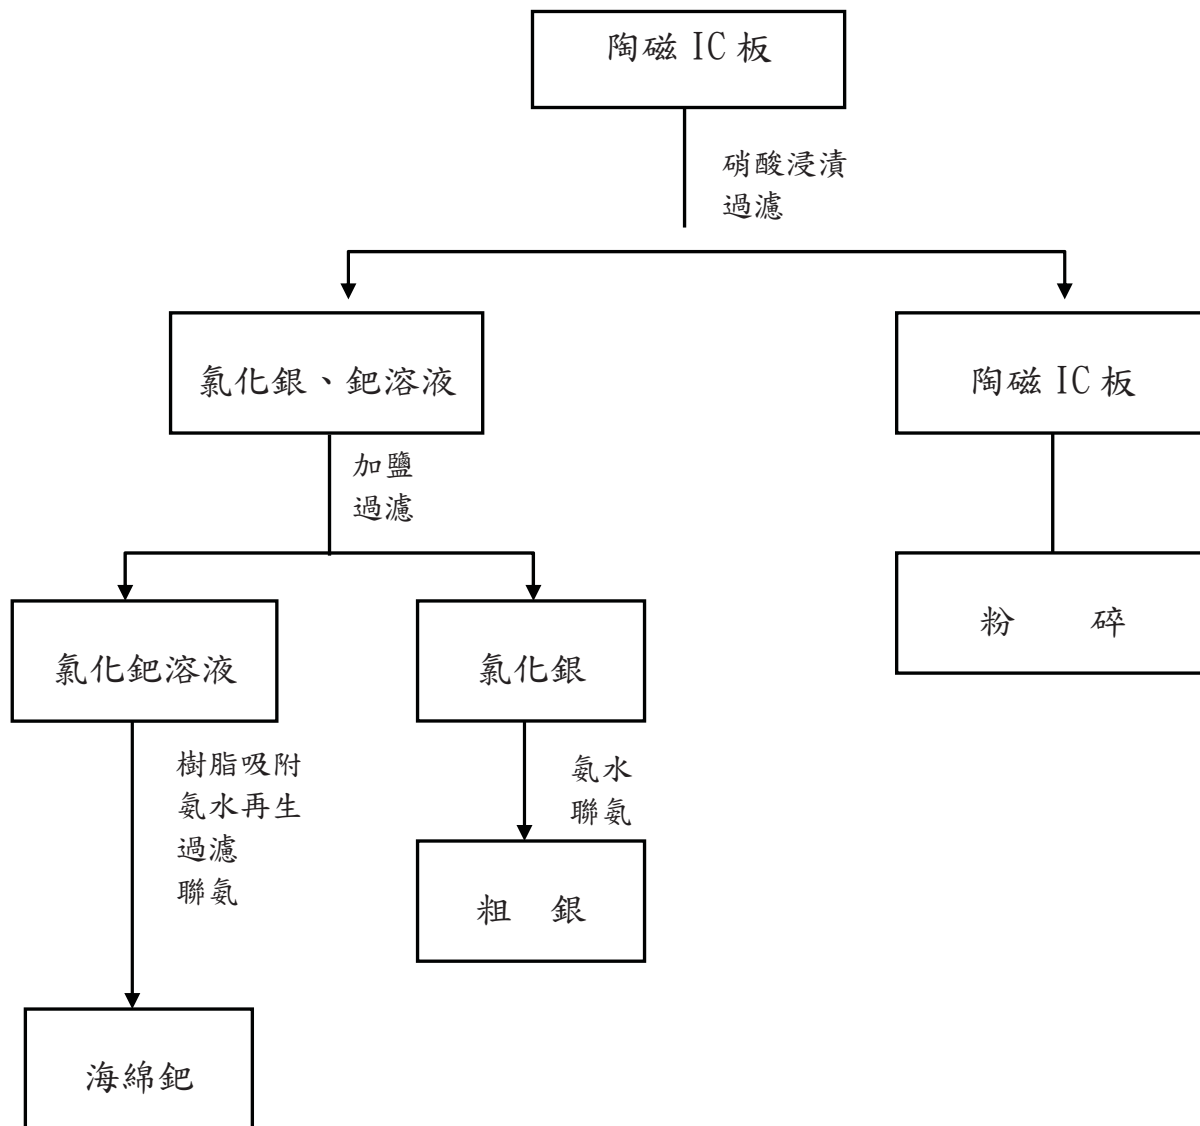 陶磁 IC 板
硝酸浸漬
過濾
氯化銀、鈀溶液
陶磁 IC 板
加鹽
過濾
氯化鈀溶液
氯化銀
粉 碎
樹脂吸附
氨水再生
過濾
聯氨
氨水
聯氨
粗 銀
海綿鈀